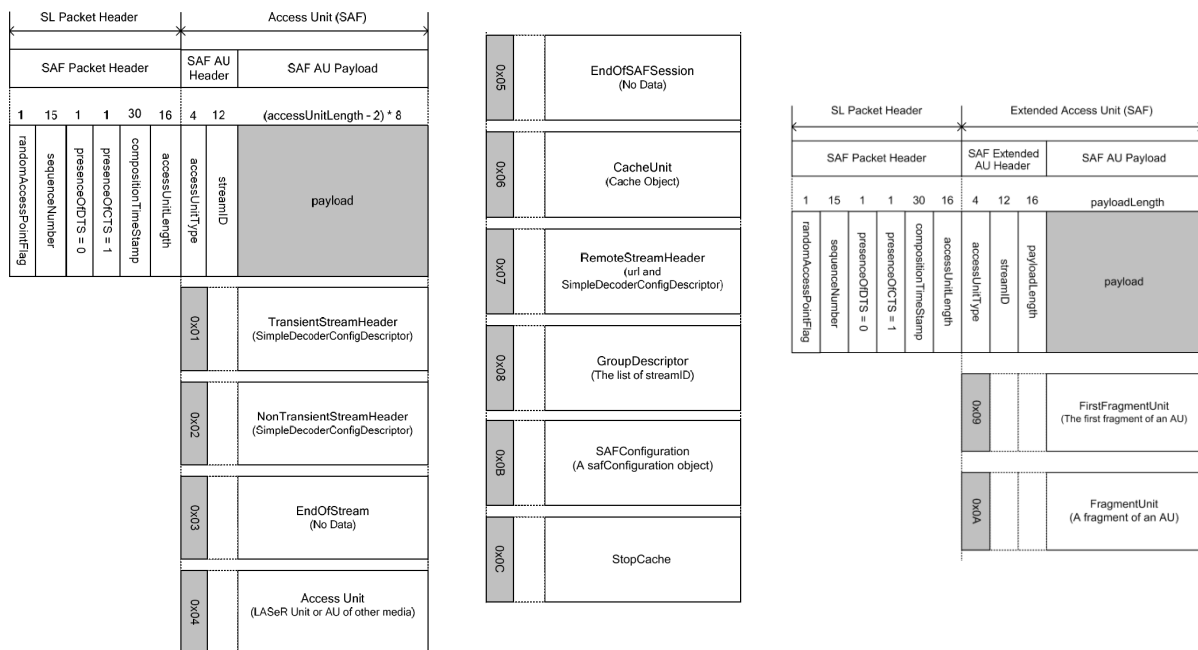 SL Packet Header
Access Unit (SAF)
SAF Packet Header
SAF AU Header
SAF AU Payload
1 15 1 1 30 16 4 12 (accessUnitLength - 2) * 8
randomAccessPointFlag
sequenceNumber
presenceOfDTS = 0
presenceOfCTS = 1
compositionTimeStamp
accessUnitLength
accessUnitType
streamID
payload
0x01
TransientStreamHeader
(SimpleDecoderConfigDescriptor)
0x02
NonTransientStreamHeader
(SimpleDecoderConfigDescriptor)
0x03
EndOfStream
(No Data)
0x04
Access Unit
(LASeR Unit or AU of other media)
0x05
EndOfSAFSession
(No Data)
0x06
CacheUnit
(Cache Object)
0x07
RemoteStreamHeader
(url and
SimpleDecoderConfigDescriptor)
0x08
GroupDescriptor
(The list of streamID)
0x0B
SAFConfiguration
(A safConfiguration object)
0x0C
StopCache
SL Packet Header
Extended Access Unit (SAF)
SAF Packet Header
SAF Extended
AU Header
SAF AU Payload
1 15 1 1 30 16 4 12 16 payloadLength
randomAccessPointFlag
sequenceNumber
presenceOfDTS = 0
presenceOfCTS = 1
compositionTimeStamp
accessUnitLength
accessUnitType
streamID
payloadLength
payload
0x09
FirstFragmentUnit
(The first fragment of an AU)
0x0A
FragmentUnit
(A fragment of an AU)